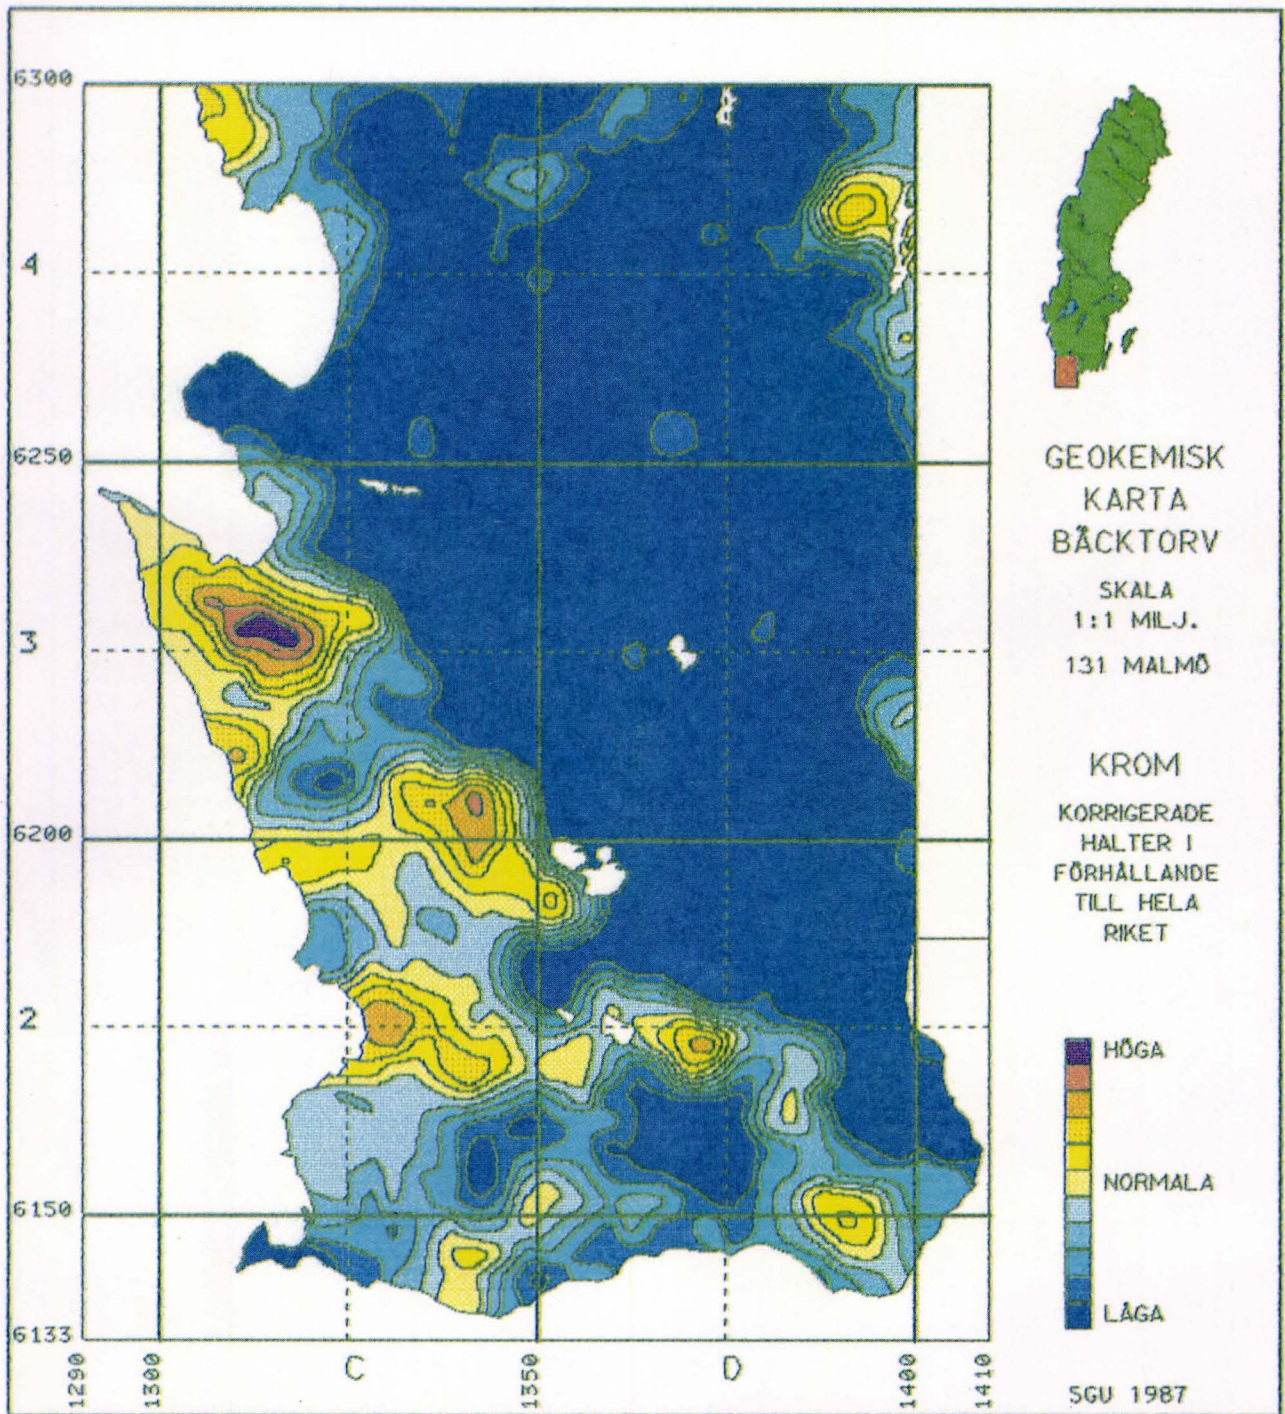 6300
4
6250
3
6200
2
6150
6133
1290
1300
C
1350
D
1400
1410
GEOKEMISK
KARTA
BÄCKTORV
SKALA
1:1 MILJ.
131 MALMÖ
KROM
KORRIGERADE
HALTER I
FÖRHÅLLANDE
TILL HELA
RIKET
HÖGA
NORMALA
LÅGA
SGU 1987